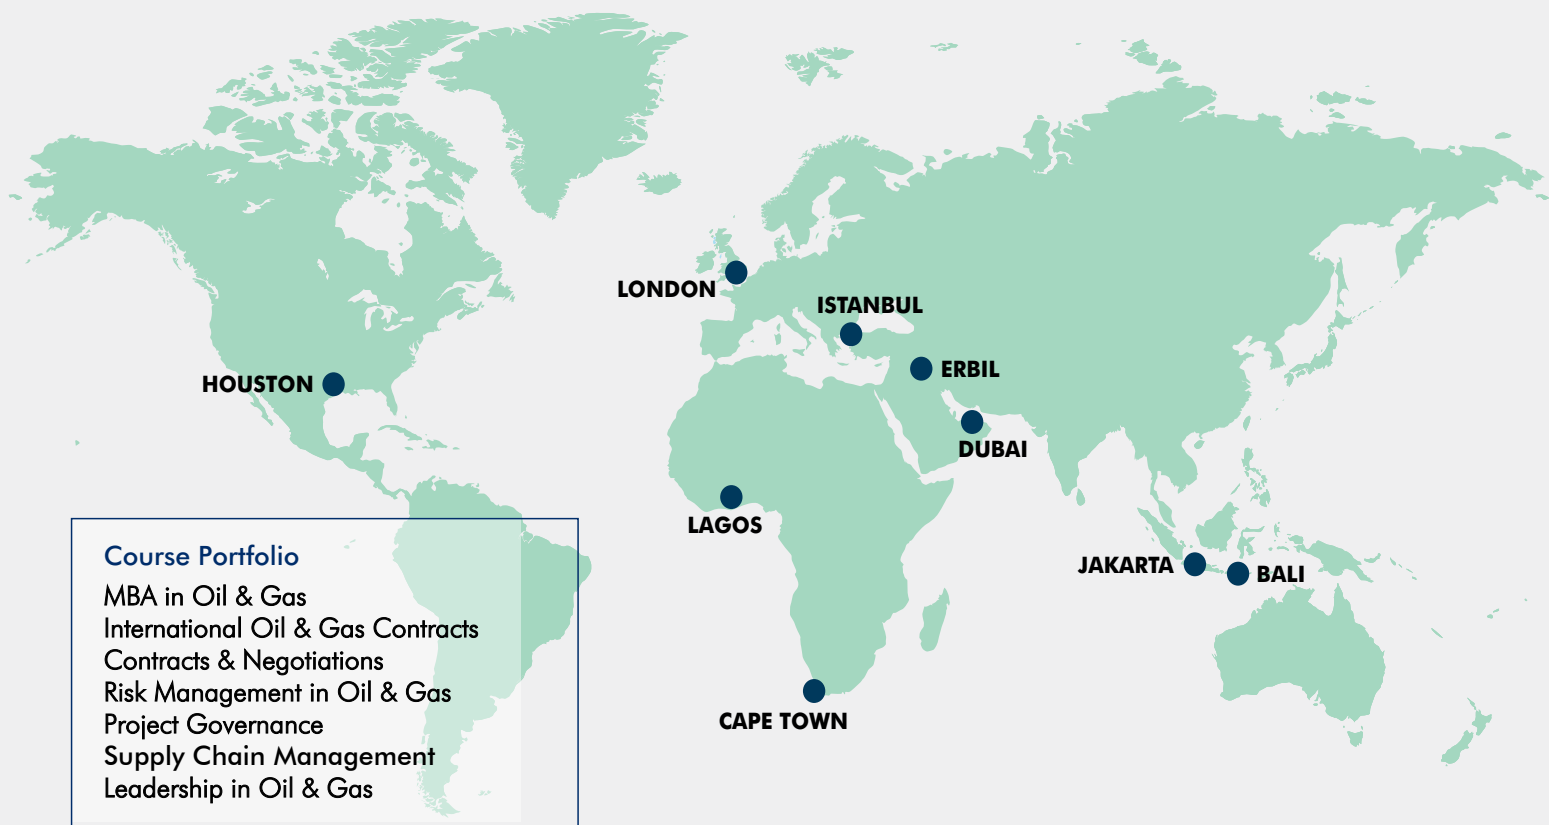 LONDON
ISTANBUL
HOUSTON
ERBIL
DUBAI
LAGOS
JAKARTA
BALI
CAPE TOWN
Course Portfolio
MBA in Oil & Gas
International Oil & Gas Contracts
Contracts & Negotiations
Risk Management in Oil & Gas
Project Governance
Supply Chain Management
Leadership in Oil & Gas